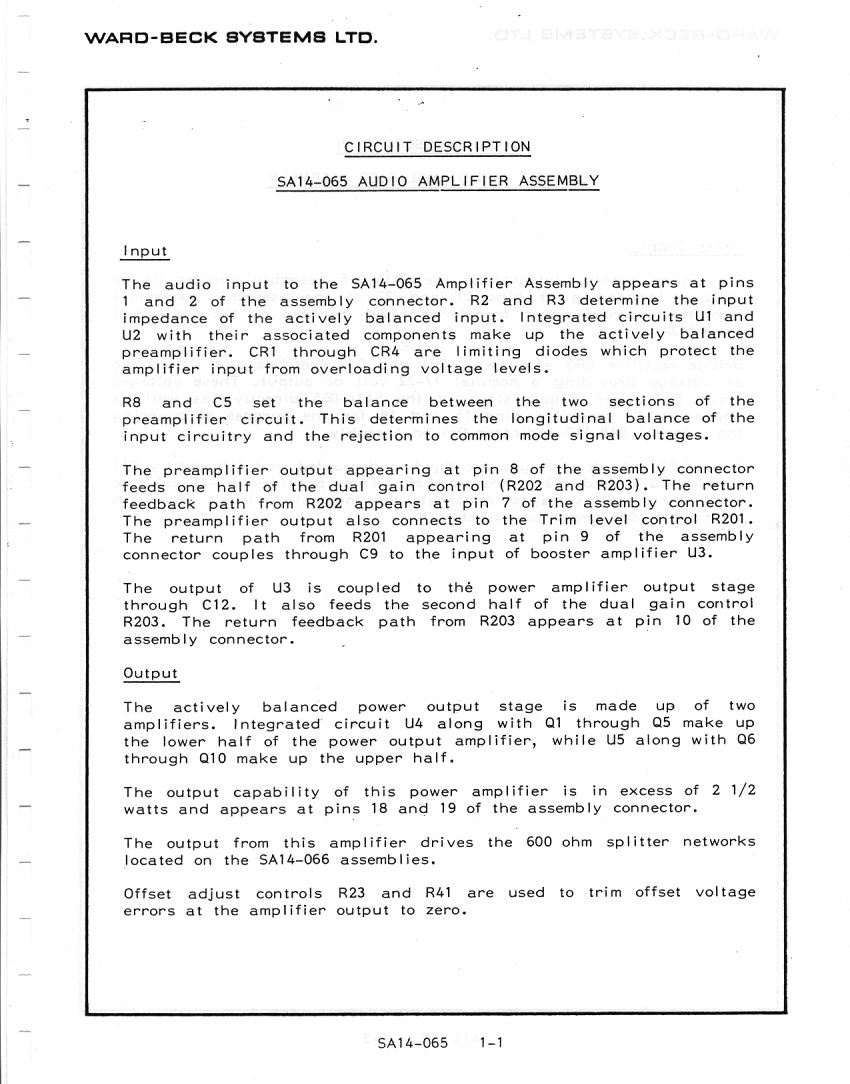 WARD-BECK SYSTEMS LTD.
CIRCUIT DESCRIPTION
SA14-065 AUDIO AMPLIFIER ASSEMBLY
Input
The audio input to the SA14-065 Amplifier Assembly appears at pins
1 and 2 of the assembly connector. R2 and R3 determine the input
impedance of the actively balanced input. Integrated circuits U1 and
U2 with their associated components make up the actively balanced
preamplifier. CR1 through CR4 are limiting diodes which protect the
amplifier input from overloading voltage levels.
R8 and C5 set the balance between the two sections of the
preamplifier circuit. This determines the longitudinal balance of the
input circuitry and the rejection to common mode signal voltages.
The preamplifier output appearing at pin 8 of the assembly connector
feeds one half of the dual gain control (R202 and R203). The return
feedback path from R202 appears at pin 7 of the assembly connector.
The preamplifier output also connects to the Trim level control R201.
The return path from R201 appearing at pin 9 of the assembly
connector couples through C9 to the input of booster amplifier U3.
The output of U3 is coupled to the power amplifier output stage
through C12. It also feeds the second half of the dual gain control
R203. The return feedback path from R203 appears at pin 10 of the
assembly connector.
Output
The actively balanced power output stage is made up of two
amplifiers. Integrated circuit U4 along with Q1 through Q5 make up
the lower half of the power output amplifier, while U5 along with Q6
through Q10 make up the upper half.
The output capability of this power amplifier is in excess of 2 1/2
watts and appears at pins 18 and 19 of the assembly connector.
The output from this amplifier drives the 600 ohm splitter networks
located on the SA14-066 assemblies.
Offset adjust controls R23 and R41 are used to trim offset voltage
errors at the amplifier output to zero.
SA14-065 1-1